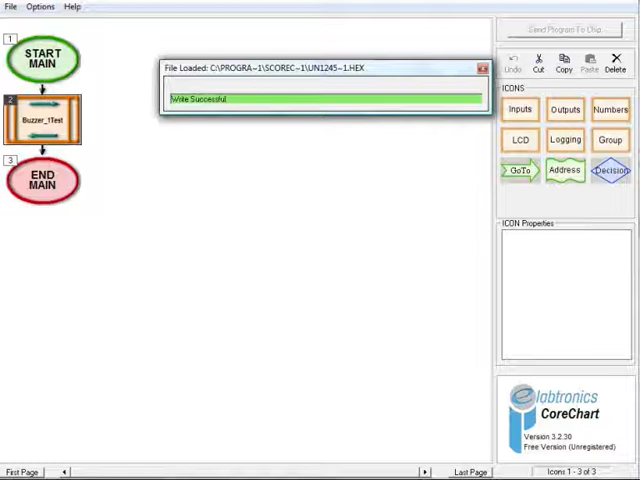 File
Options
Help
1
START
MAIN
2
Buzzer_1Test
3
END
MAIN
File Loaded: C:\PROGRA~1\SCOREC~1\UN1245~1.HEX
Write Successful
Send Program To Chip
Undo
Cut
Copy
Paste
Delete
ICONS
Inputs
Outputs
Numbers
LCD
Logging
Group
GoTo
Address
Decision
ICON Properties
elabtronics
CoreChart
Version 3.2.30
Free Version (Unregistered)
First Page
Last Page
Icons 1 - 3 of 3